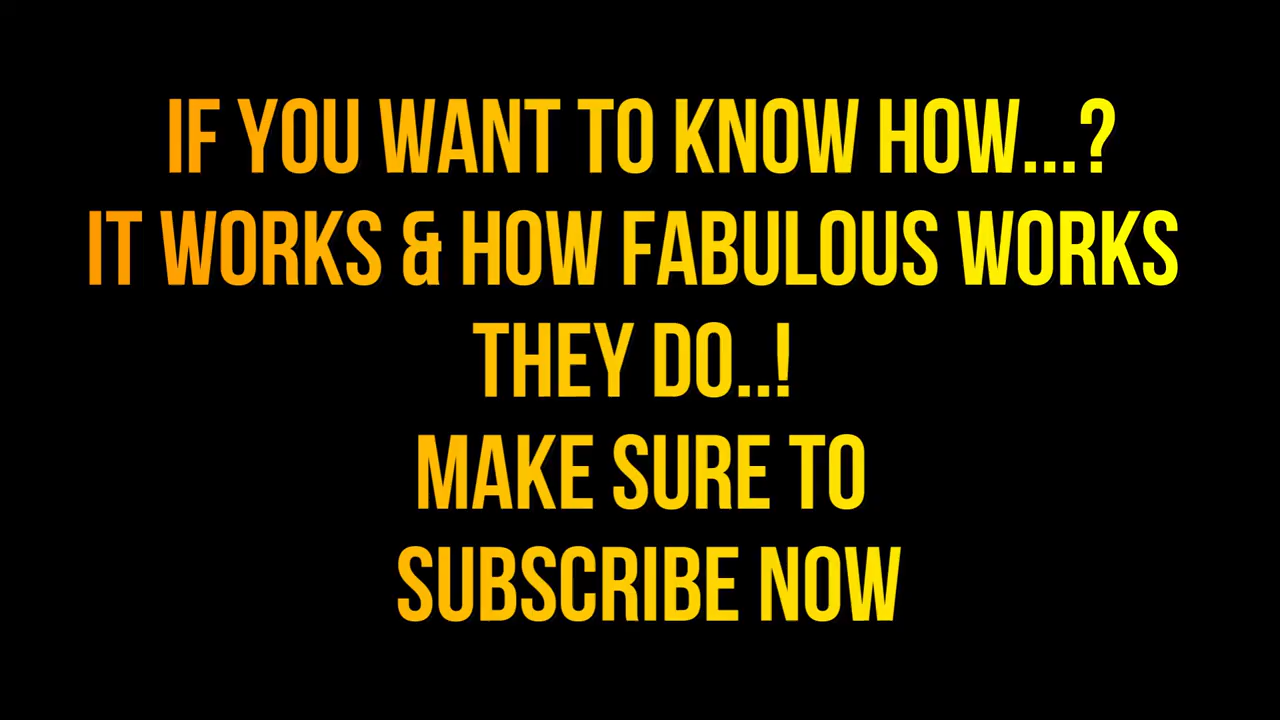 IF YOU WANT TO KNOW HOW...?
IT WORKS & HOW FABULOUS WORKS
THEY DO..!
MAKE SURE TO
SUBSCRIBE NOW